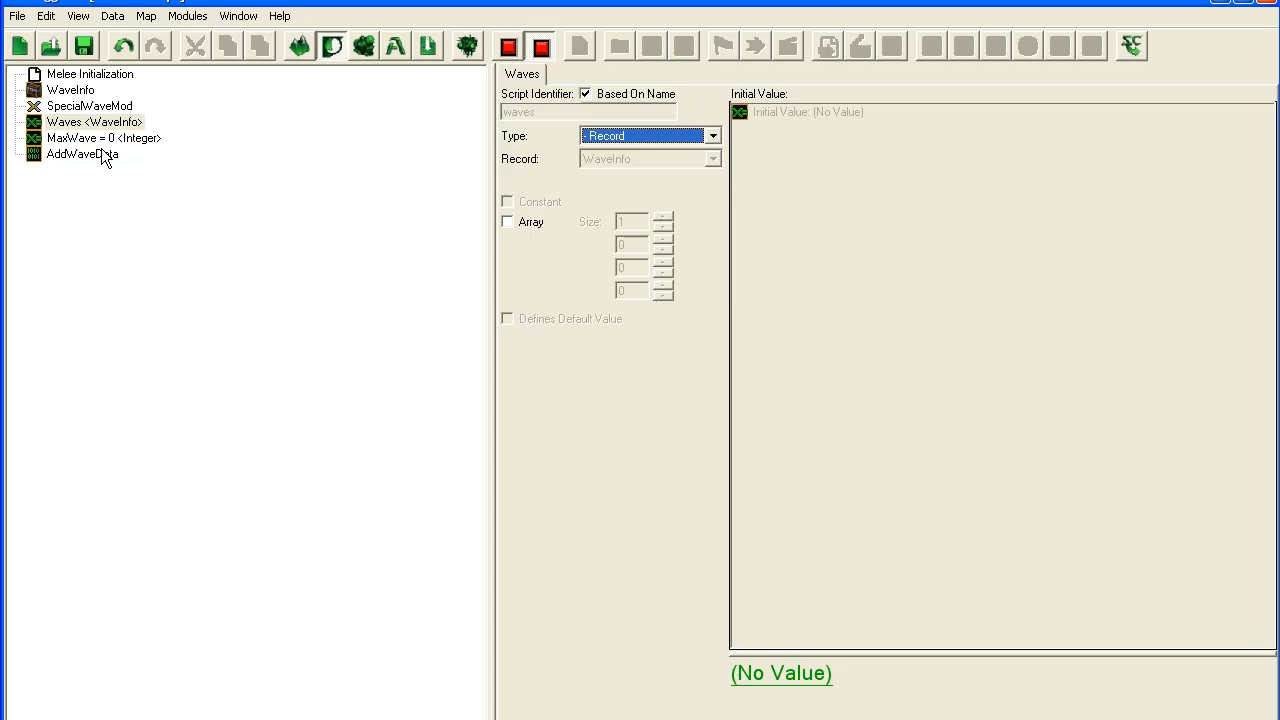 File Edit View Data Map Modules Window Help
Melee Initialization
WaveInfo
SpecialWaveMod
Waves <WaveInfo>
MaxWave = 0 <Integer>
AddWaveData
Waves
Script Identifier: Based On Name
waves
Type: - Record
Record: WaveInfo
Constant
Array Size: 1
0
0
0
Defines Default Value
Initial Value:
Initial Value: (No Value)
(No Value)